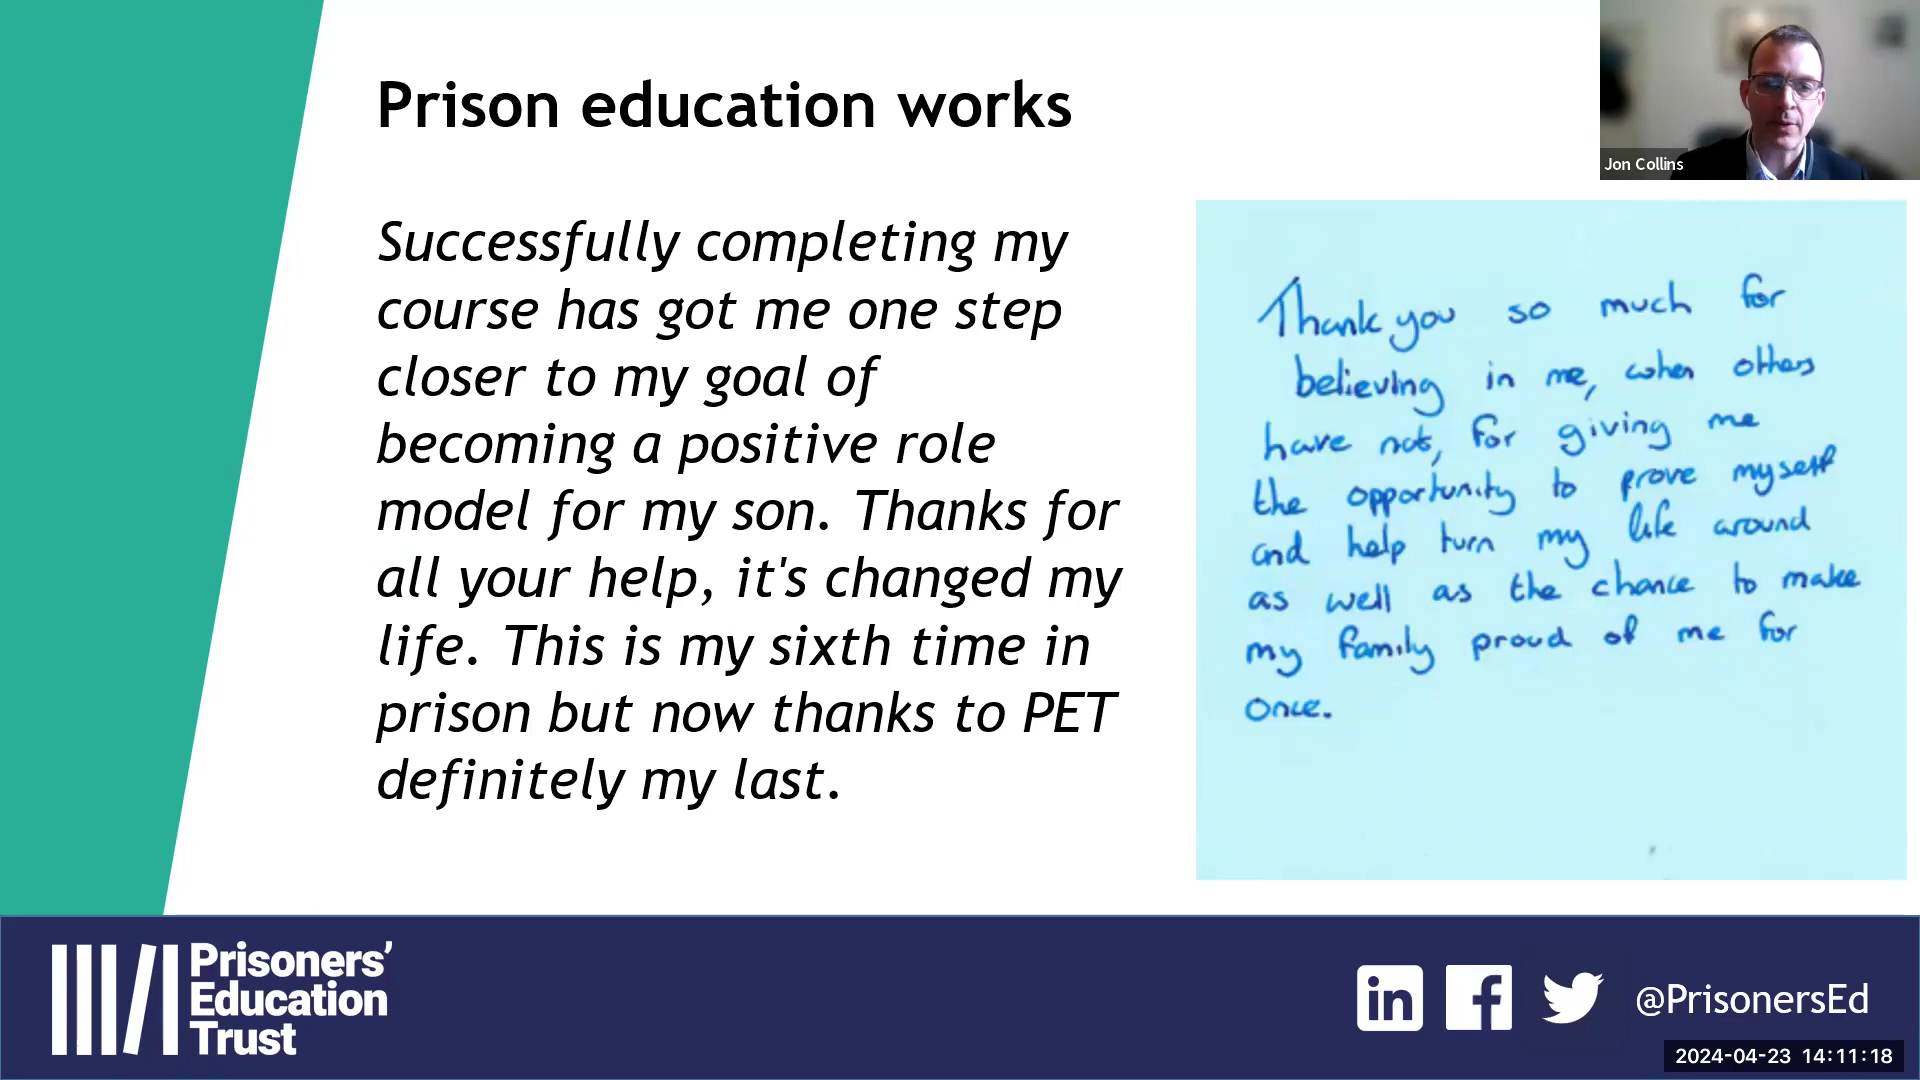 Prison education works
Jon Collins
Successfully completing my
course has got me one step
closer to my goal of
becoming a positive role
model for my son. Thanks for
all your help, it's changed my
life. This is my sixth time in
prison but now thanks to PET
definitely my last.
Thank you so much for
believing in me, when others
have not, for giving me
the opportunity to prove myself
and help turn my life around
as well as the chance to make
my family proud of me for
once.
Prisoners'
Education
Trust
in
f
@PrisonersEd
2024-04-23 14:11:18